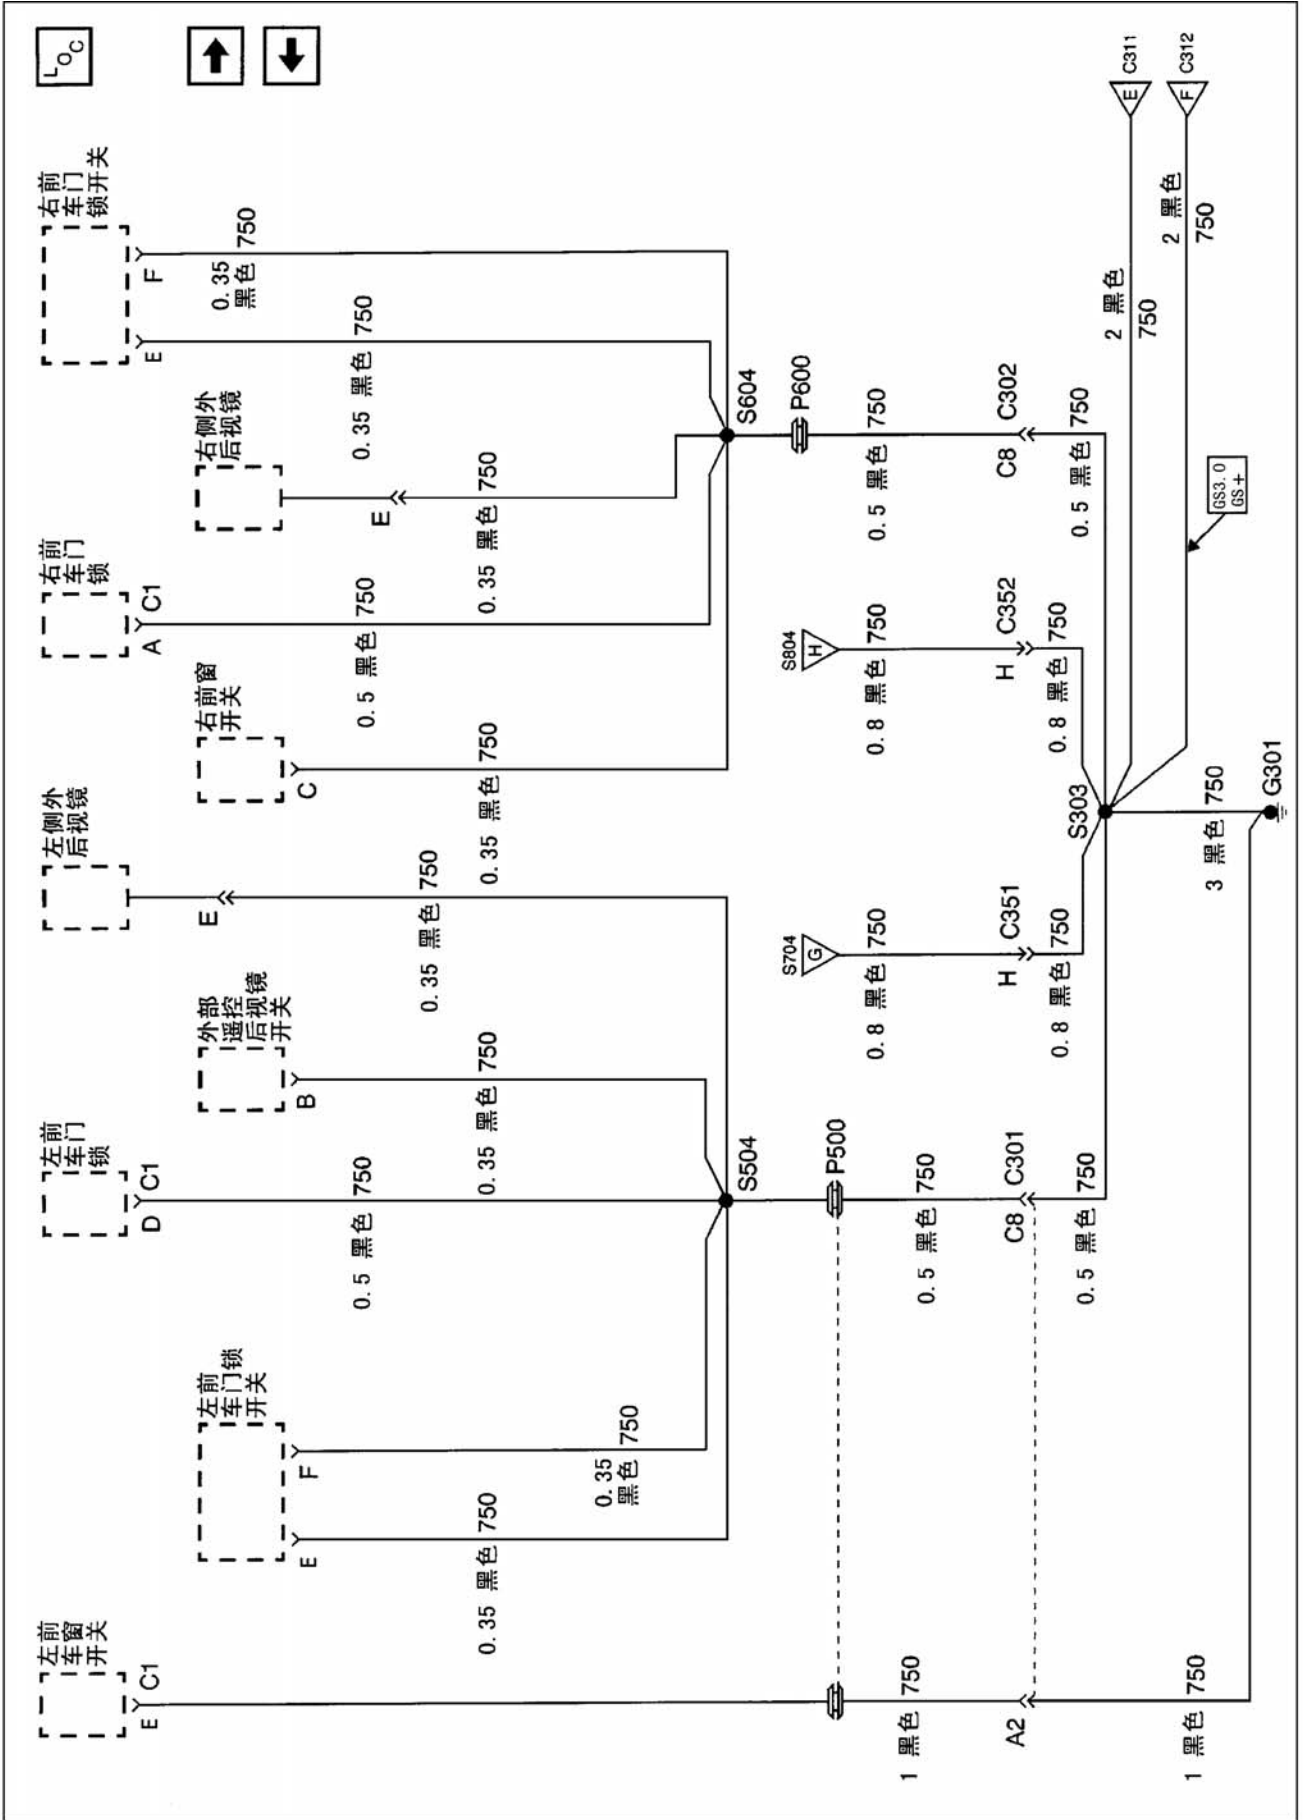 左前
车窗
开关
E
C1
左前
车门锁
开关
E
F
左前
车门
锁
D
C1
外部
遥控
后视镜
开关
B
左侧外
后视镜
E
右前窗
开关
C
右前
车门
锁
A
C1
右侧外
后视镜
E
右前
车门
锁开关
E
F
LOC
0.35 黑色
750
0.35
黑色
750
0.5 黑色
750
0.35 黑色
750
0.35 黑色
750
0.35 黑色
750
0.5 黑色
750
0.35 黑色
750
0.35 黑色
750
0.35
黑色
750
S504
S604
P500
P600
S704
G
S804
H
1 黑色
750
0.5 黑色
750
0.8 黑色
750
0.8 黑色
750
0.5 黑色
750
A2
C8
C301
H
C351
H
C352
C8
C302
0.5 黑色
750
0.8 黑色
750
0.8 黑色
750
0.5 黑色
750
S303
2 黑色
750
E
C311
2 黑色
750
F
C312
GS3.0
GS+
1 黑色
750
3 黑色
750
G301